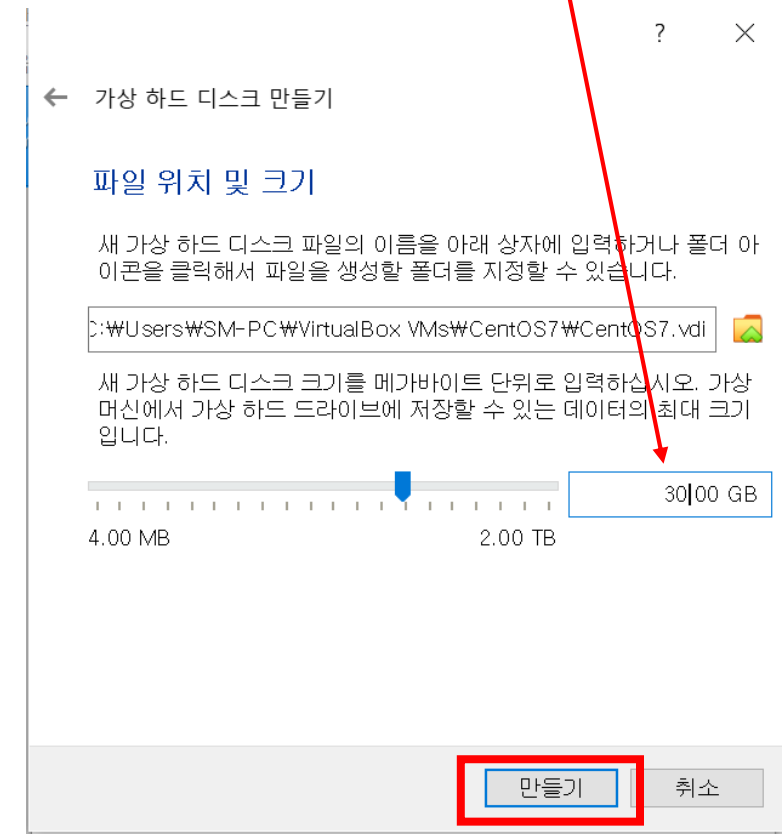 ?
가상 하드 디스크 만들기
파일 위치 및 크기
새 가상 하드 디스크 파일의 이름을 아래 상자에 입력하거나 폴더 아
이콘을 클릭해서 파일을 생성할 폴더를 지정할 수 있습니다.
C:₩Users₩SM-PC₩VirtualBox VMs₩CentOS7₩CentOS7.vdi
새 가상 하드 디스크 크기를 메가바이트 단위로 입력하십시오. 가상
머신에서 가상 하드 드라이브에 저장할 수 있는 데이터의 최대 크기
입니다.
30.00 GB
4.00 MB 2.00 TB
만들기 취소